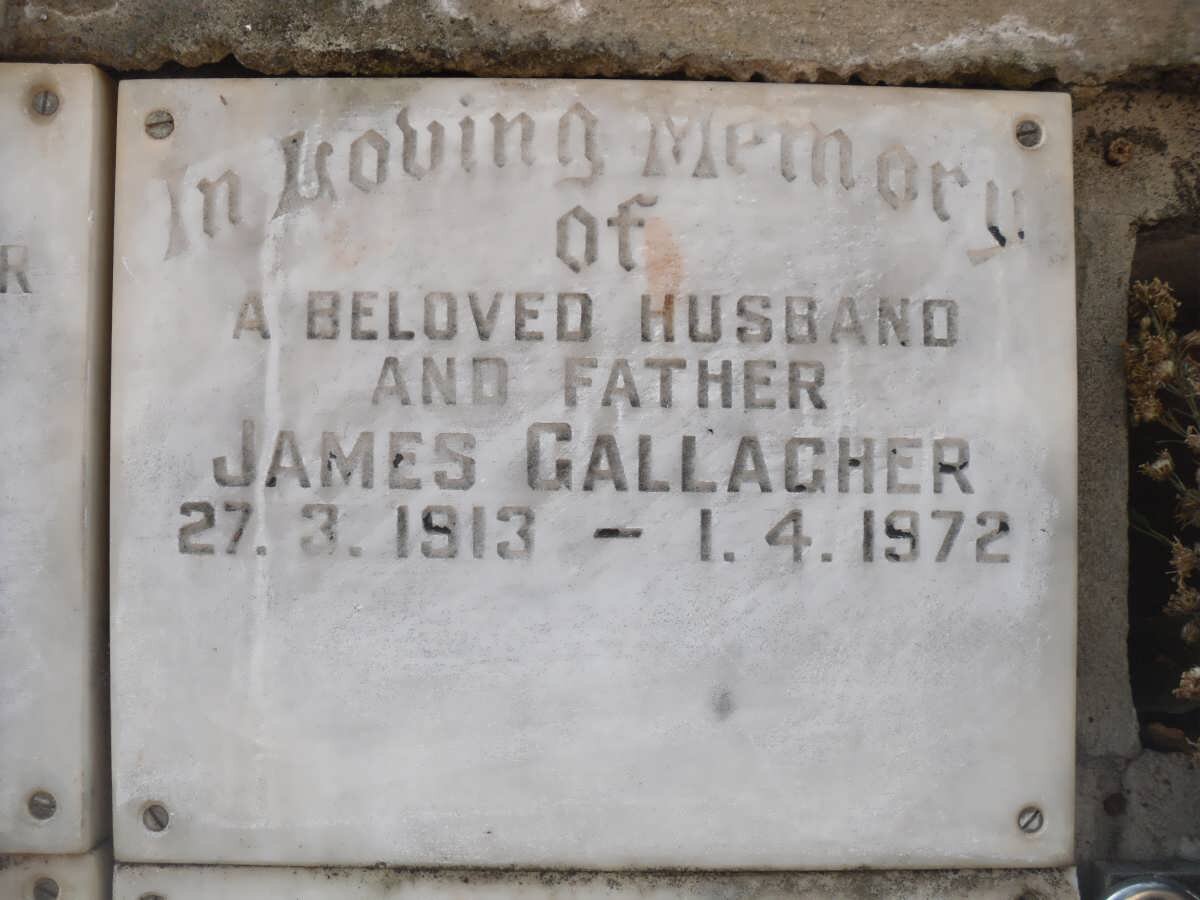 In Loving Memory
of
A BELOVED HUSBAND
AND FATHER
JAMES GALLAGHER
27. 3. 1913 – 1. 4. 1972
R